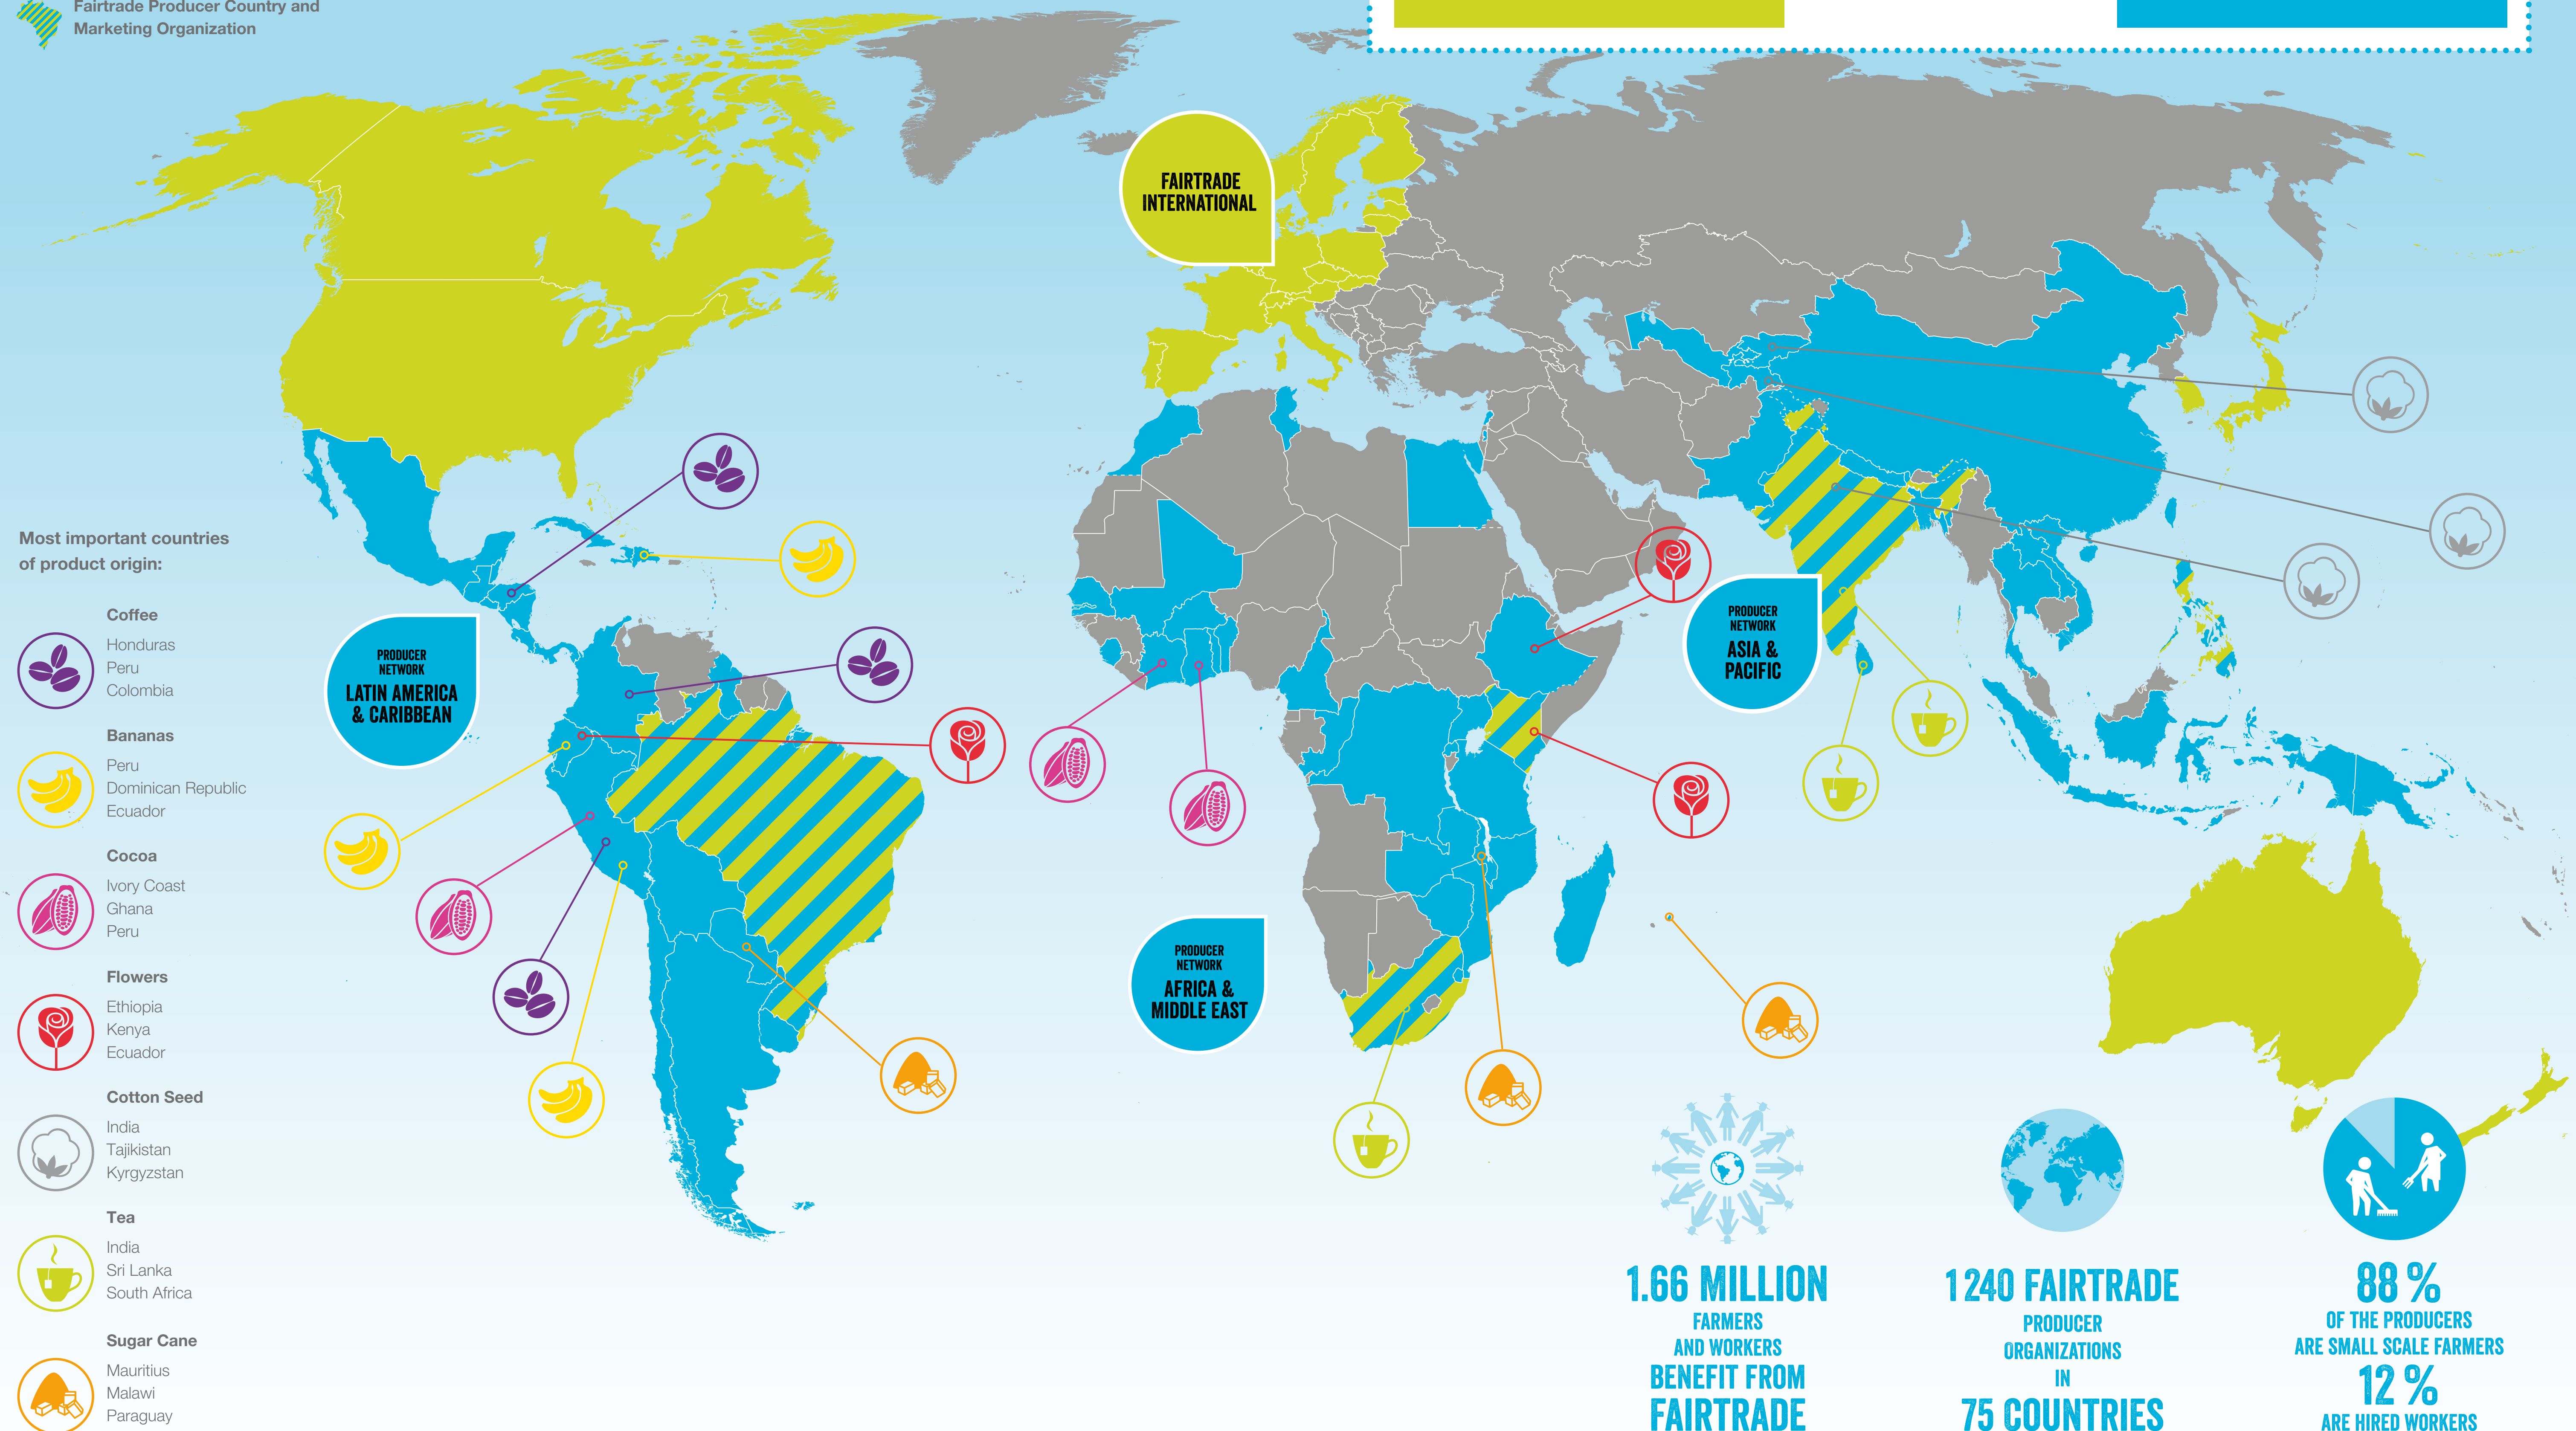 Fairtrade Producer Country and
Marketing Organization
FAIRTRADE
INTERNATIONAL
Most important countries
of product origin:
Coffee
Honduras
Peru
Colombia
Bananas
Peru
Dominican Republic
Ecuador
Cocoa
Ivory Coast
Ghana
Peru
Flowers
Ethiopia
Kenya
Ecuador
Cotton Seed
India
Tajikistan
Kyrgyzstan
Tea
India
Sri Lanka
South Africa
Sugar Cane
Mauritius
Malawi
Paraguay
PRODUCER
NETWORK
LATIN AMERICA
& CARIBBEAN
PRODUCER
NETWORK
AFRICA &
MIDDLE EAST
PRODUCER
NETWORK
ASIA &
PACIFIC
1.66 MILLION
FARMERS
AND WORKERS
BENEFIT FROM
FAIRTRADE
1 240 FAIRTRADE
PRODUCER
ORGANIZATIONS
IN
75 COUNTRIES
88 %
OF THE PRODUCERS
ARE SMALL SCALE FARMERS
12 %
ARE HIRED WORKERS